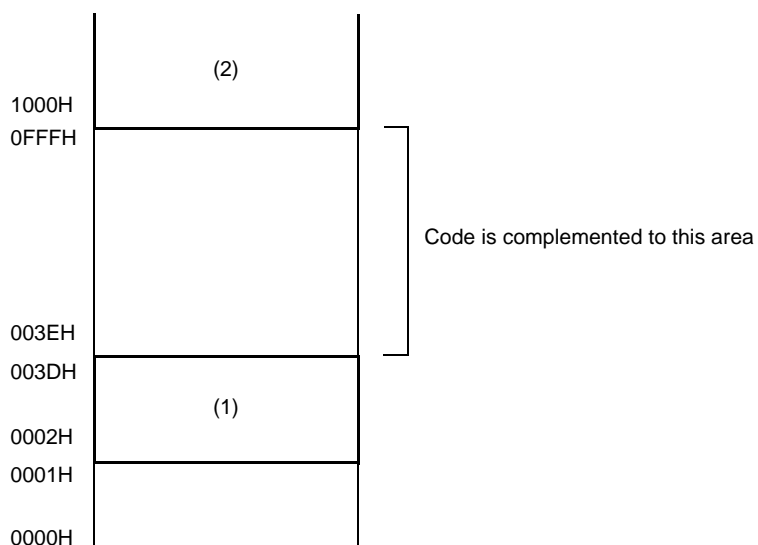 (2)
1000H
0FFFH
Code is complemented to this area
003EH
003DH
(1)
0002H
0001H
0000H